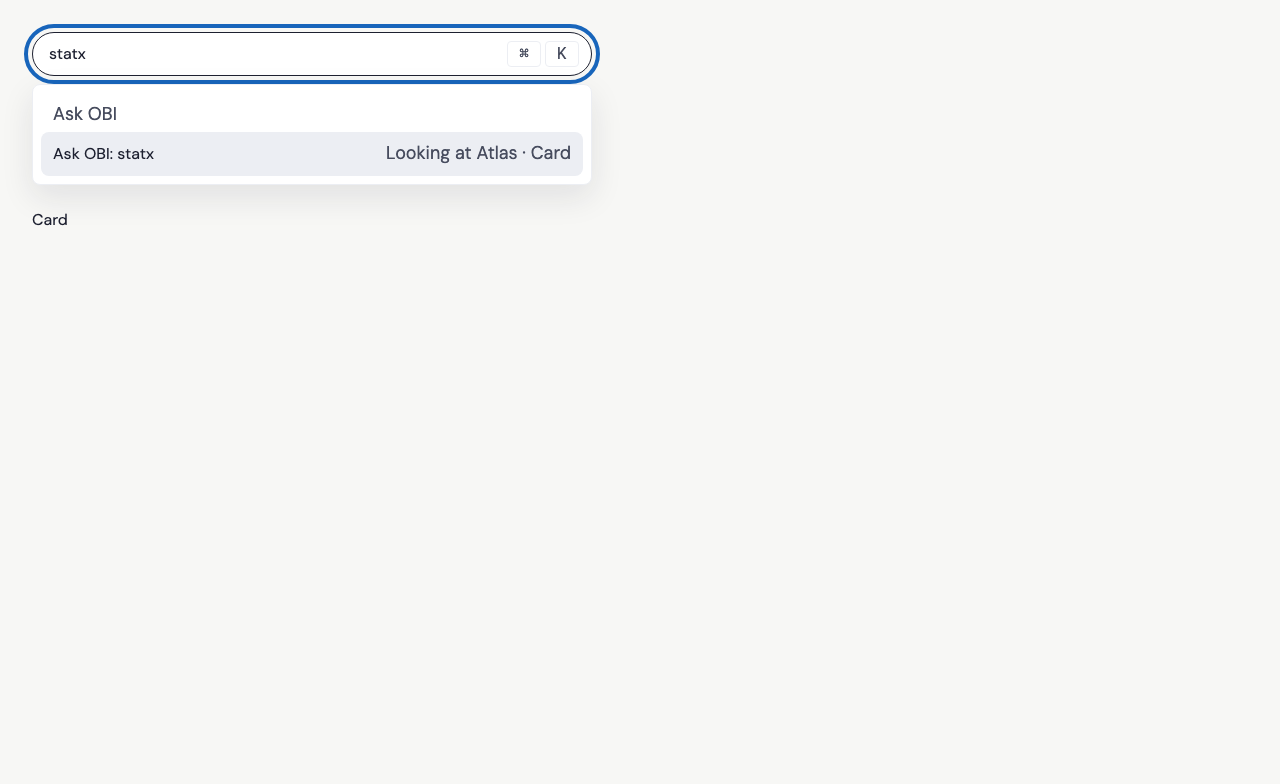 statx ⌘ K
Ask OBI
Ask OBI: statx Looking at Atlas · Card
Card